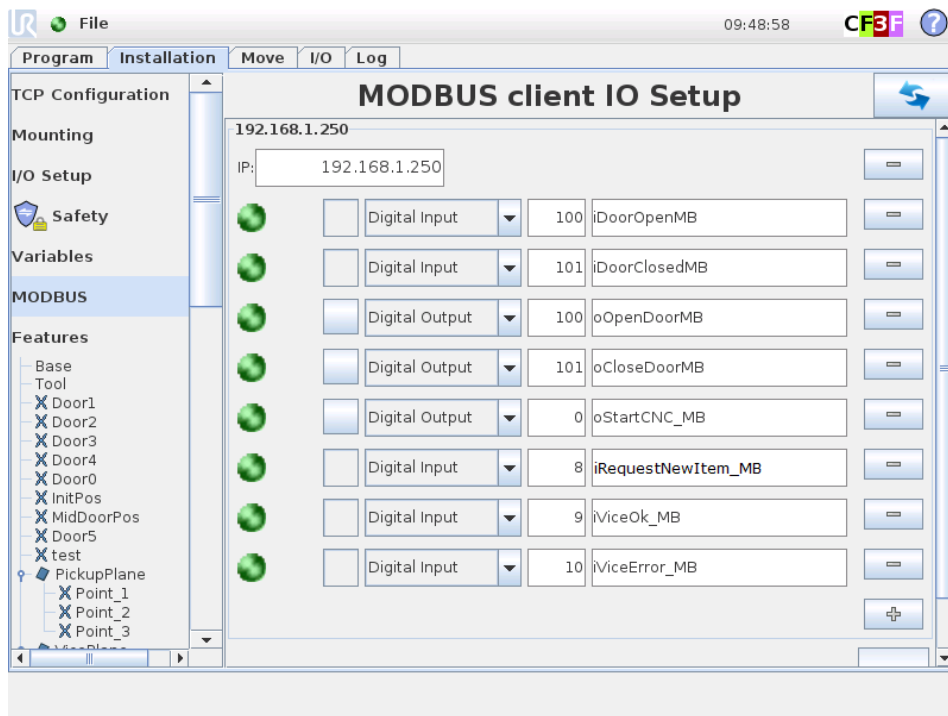 UR File 09:48:58 CF3F ?
Program Installation Move I/O Log
TCP Configuration
Mounting
I/O Setup
Safety
Variables
MODBUS
Features
Base
Tool
Door1
Door2
Door3
Door4
Door0
InitPos
MidDoorPos
Door5
test
PickupPlane
Point_1
Point_2
Point_3
MODBUS client IO Setup
192.168.1.250
IP: 192.168.1.250
Digital Input 100 iDoorOpenMB
Digital Input 101 iDoorClosedMB
Digital Output 100 oOpenDoorMB
Digital Output 101 oCloseDoorMB
Digital Output 0 oStartCNC_MB
Digital Input 8 iRequestNewItem_MB
Digital Input 9 iViceOk_MB
Digital Input 10 iViceError_MB